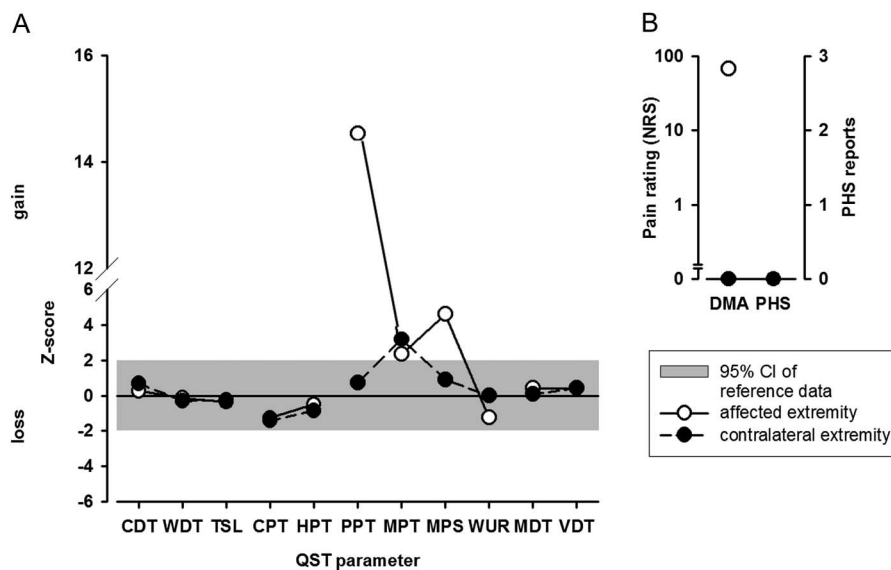 A
16
14
12
6
4
2
0
-2
-4
-6
gain
Z-score
loss
CDT WDT TSL CPT HPT PPT MPT MPS WUR MDT VDT
QST parameter
B
100
10
1
0
Pain rating (NRS)
3
2
1
0
PHS reports
DMA PHS
95% CI of
reference data
affected extremity
contralateral extremity